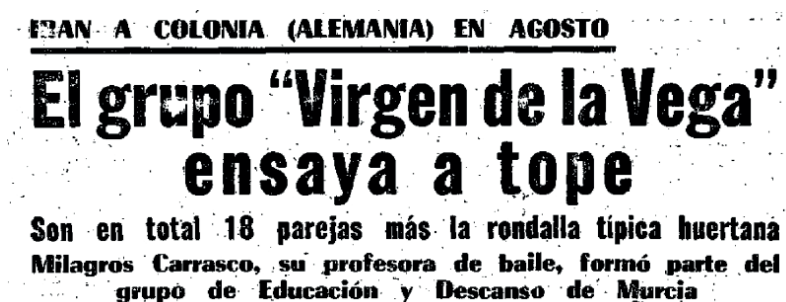 IRAN A COLONIA (ALEMANIA) EN AGOSTO
El grupo "Virgen de la Vega"
ensaya a tope
Son en total 18 parejas más la rondalla típica huertana
Milagros Carrasco, su profesora de baile, formó parte del
grupo de Educación y Descanso de Murcia